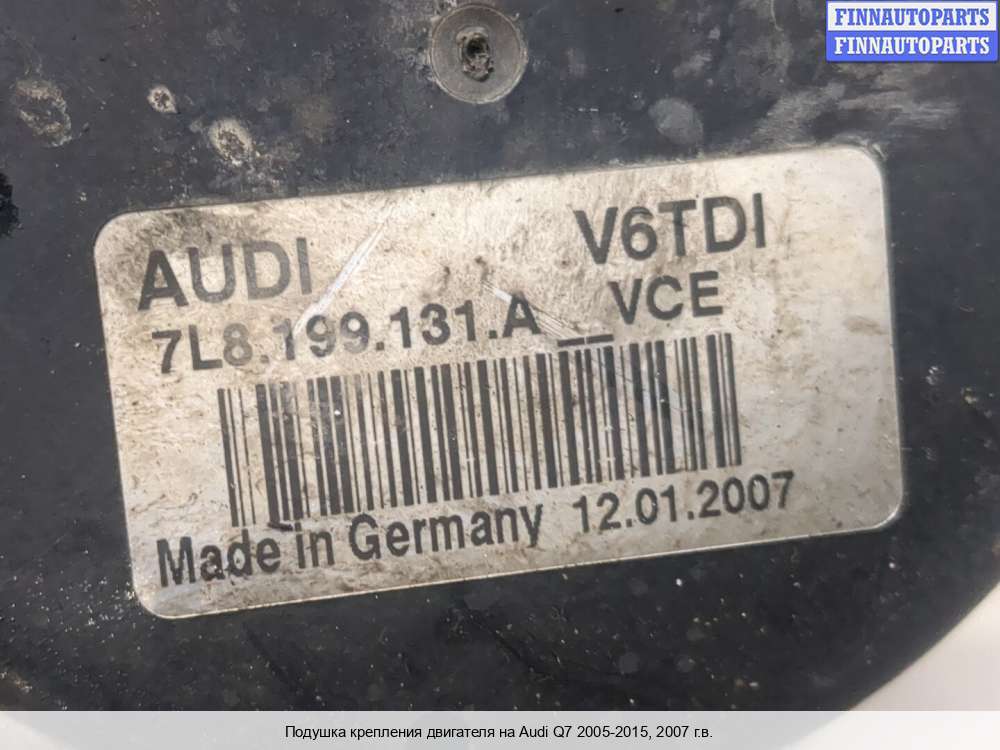 FINNAUTOPARTS
FINNAUTOPARTS
AUDI V6TDI
7L8.199.131.A__VCE
Made in Germany 12.01.2007
Подушка крепления двигателя на Audi Q7 2005-2015, 2007 г.в.